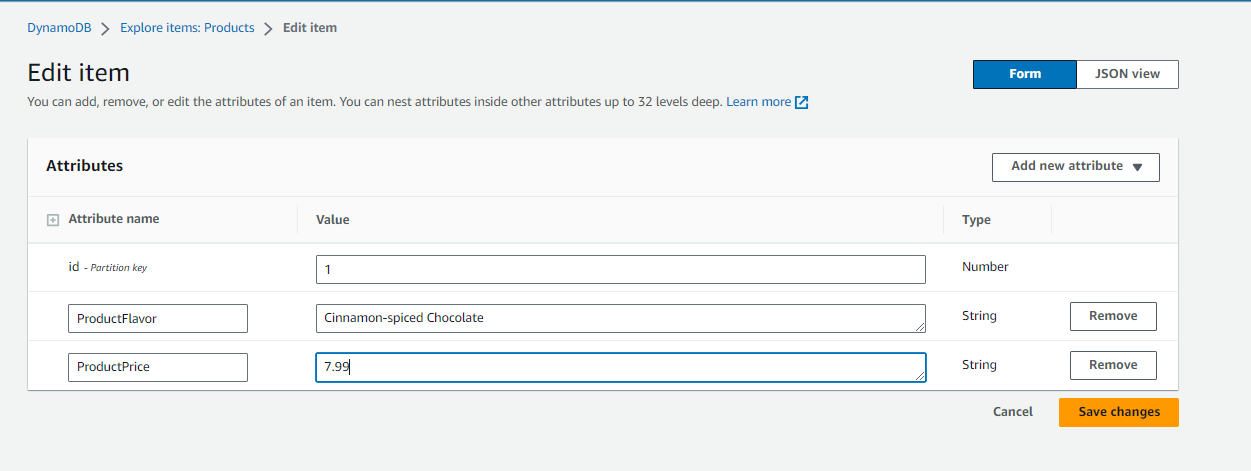 DynamoDB > Explore items: Products > Edit item
Edit item
Form JSON view
You can add, remove, or edit the attributes of an item. You can nest attributes inside other attributes up to 32 levels deep. Learn more
Attributes
Add new attribute
Attribute name Value Type
id - Partition key 1 Number
ProductFlavor Cinnamon-spiced Chocolate String Remove
ProductPrice 7.99 String Remove
Cancel Save changes